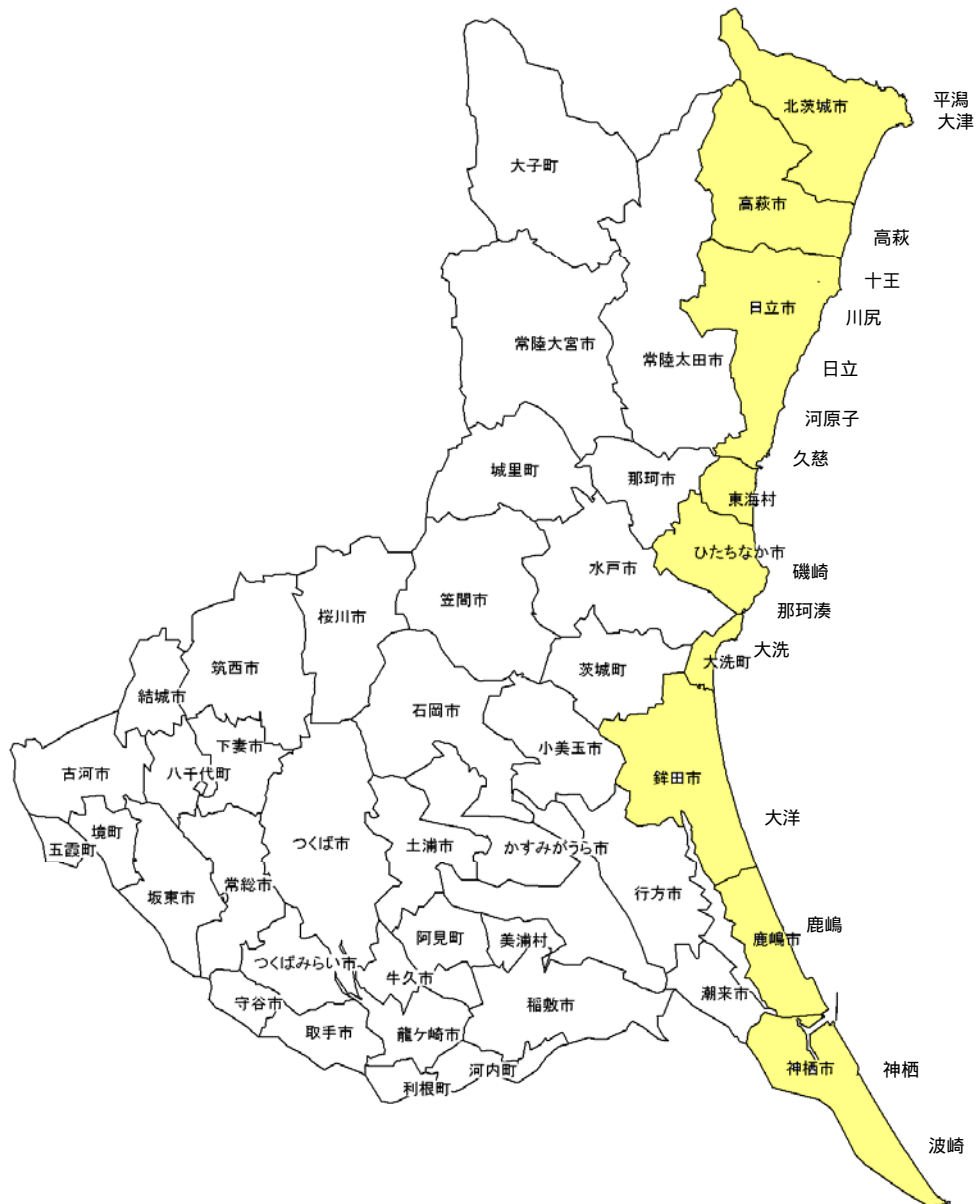 平潟
北茨城市
大津
大子町
高萩市
高萩
十王
日立市
川尻
常陸大宮市
常陸太田市
日立
河原子
久慈
城里町
那珂市
東海村
ひたちなか市
水戸市
磯崎
笠間市
那珂湊
桜川市
大洗
大洗町
茨城町
筑西市
結城市
石岡市
小美玉市
下妻市
古河市
八千代町
鉾田市
大洋
境町
五霞町
つくば市
土浦市
かすみがうら市
常総市
坂東市
行方市
鹿嶋
鹿嶋市
阿見町
美浦村
つくばみらい市
牛久市
潮来市
守谷市
稲敷市
取手市
龍ケ崎市
河内町
神栖市
神栖
利根町
波崎